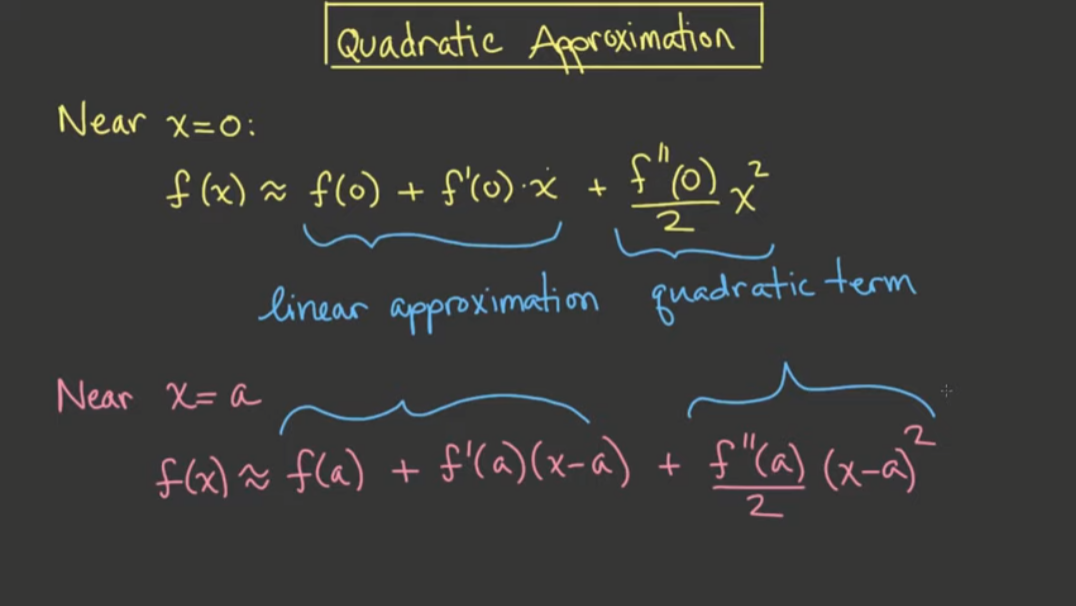 Quadratic Approximation
Near x=0:
f(x) ≈ f(0) + f'(0)·x + f''(0)/2 x²
linear approximation quadratic term
Near x=a
f(x) ≈ f(a) + f'(a)(x-a) + f''(a)/2 (x-a)²